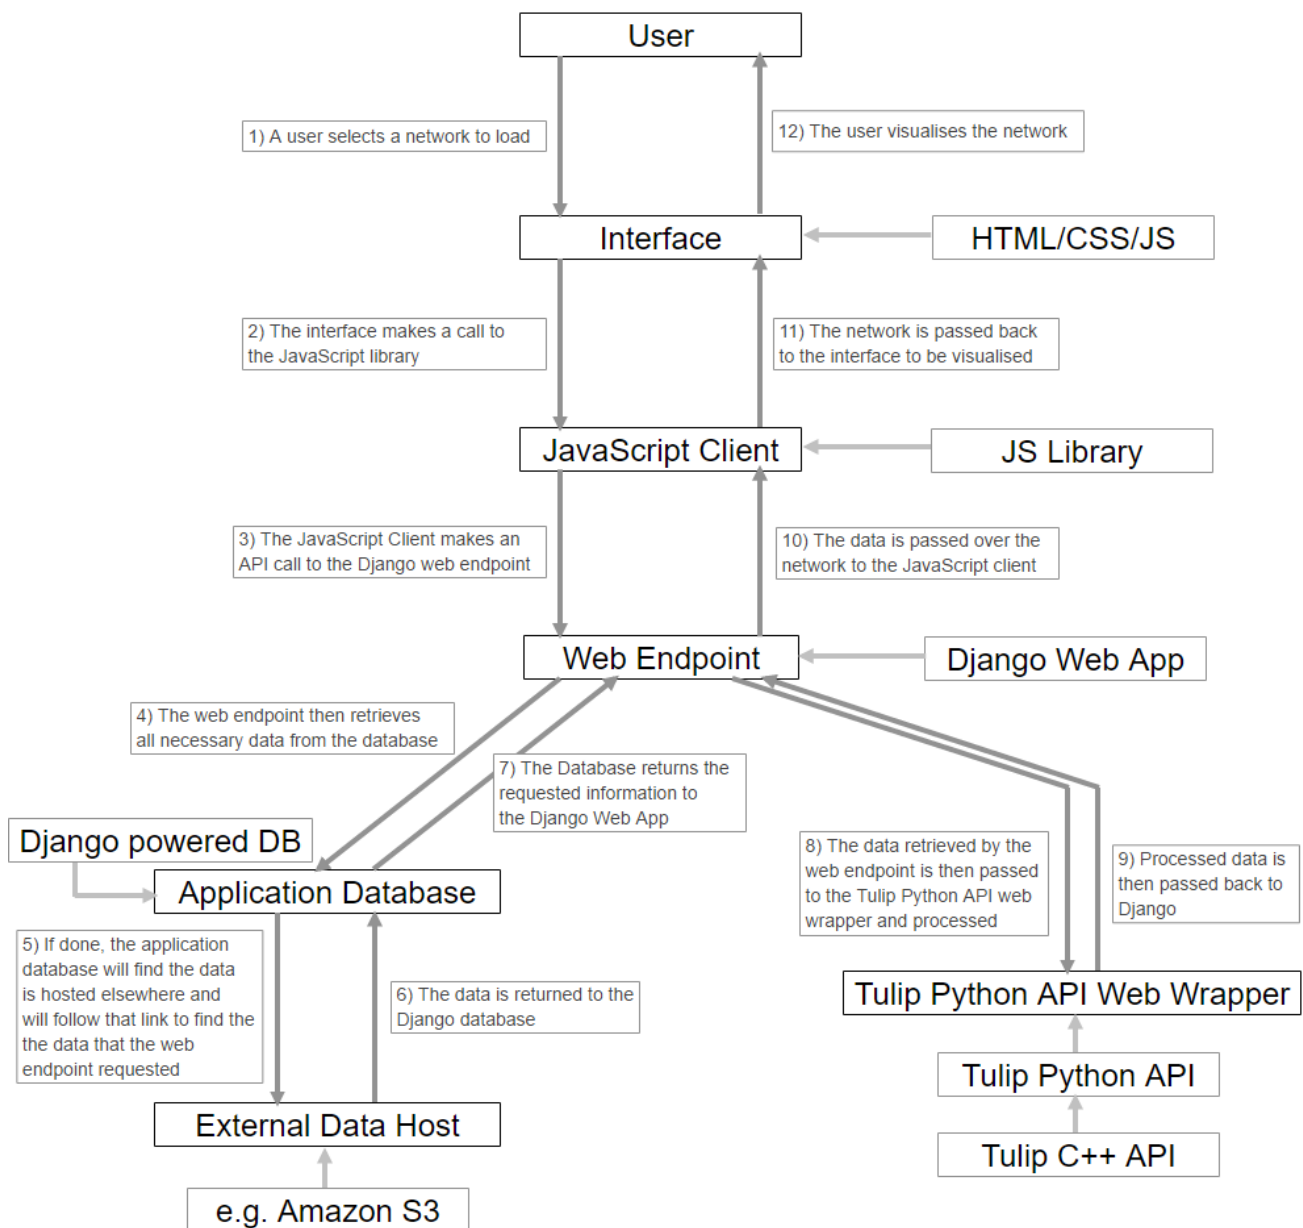 User
1) A user selects a network to load
12) The user visualises the network
Interface
HTML/CSS/JS
2) The interface makes a call to
the JavaScript library
11) The network is passed back
to the interface to be visualised
JavaScript Client
JS Library
3) The JavaScript Client makes an
API call to the Django web endpoint
10) The data is passed over the
network to the JavaScript client
Web Endpoint
Django Web App
4) The web endpoint then retrieves
all necessary data from the database
7) The Database returns the
requested information to
the Django Web App
Django powered DB
Application Database
8) The data retrieved by the
web endpoint is then passed
to the Tulip Python API web
wrapper and processed
9) Processed data is
then passed back to
Django
5) If done, the application
database will find the data
is hosted elsewhere and
will follow that link to find the
the data that the web
endpoint requested
6) The data is returned to the
Django database
Tulip Python API Web Wrapper
Tulip Python API
External Data Host
Tulip C++ API
e.g. Amazon S3